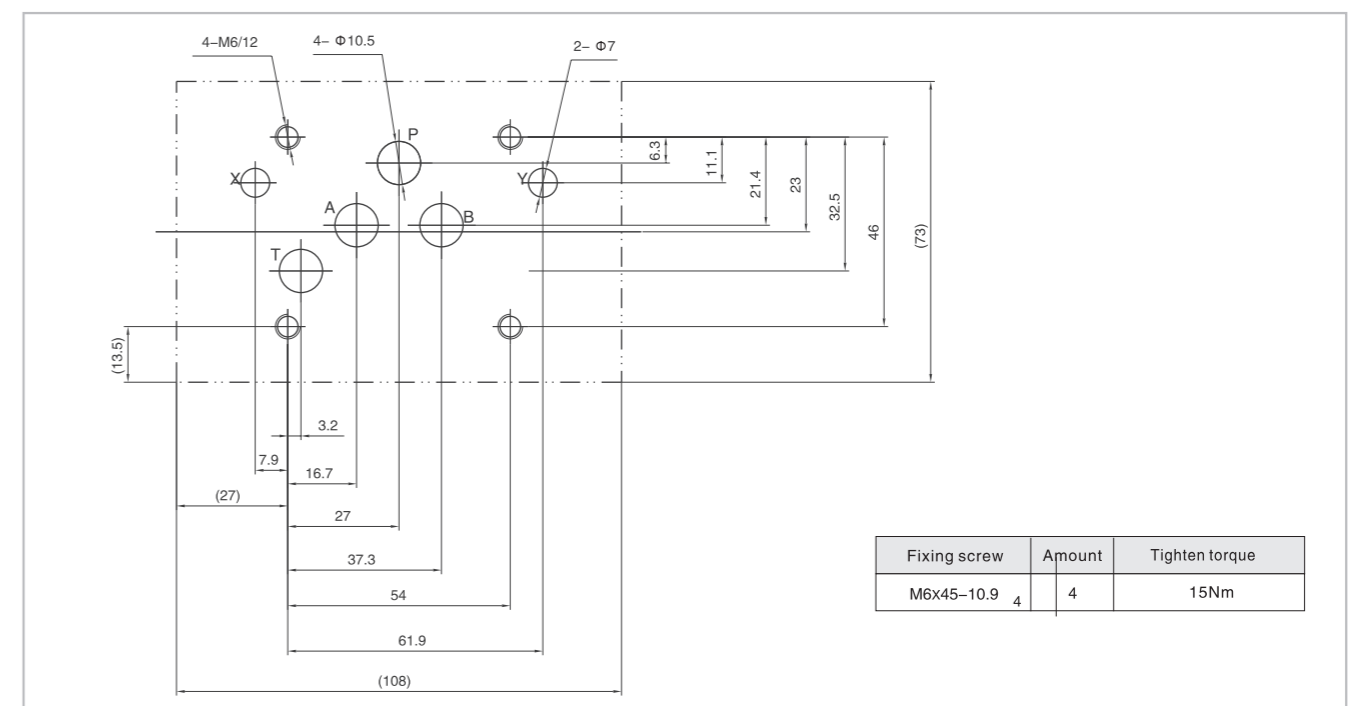 4–M6/12
4– Φ10.5
2– Φ7
P
X
Y
A
B
T
6.3
11.1
21.4
23
32.5
46
(73)
(13.5)
3.2
7.9
16.7
(27)
27
37.3
54
61.9
(108)
Fixing screw Amount Tighten torque
M6x45–10.9 4 4 15Nm